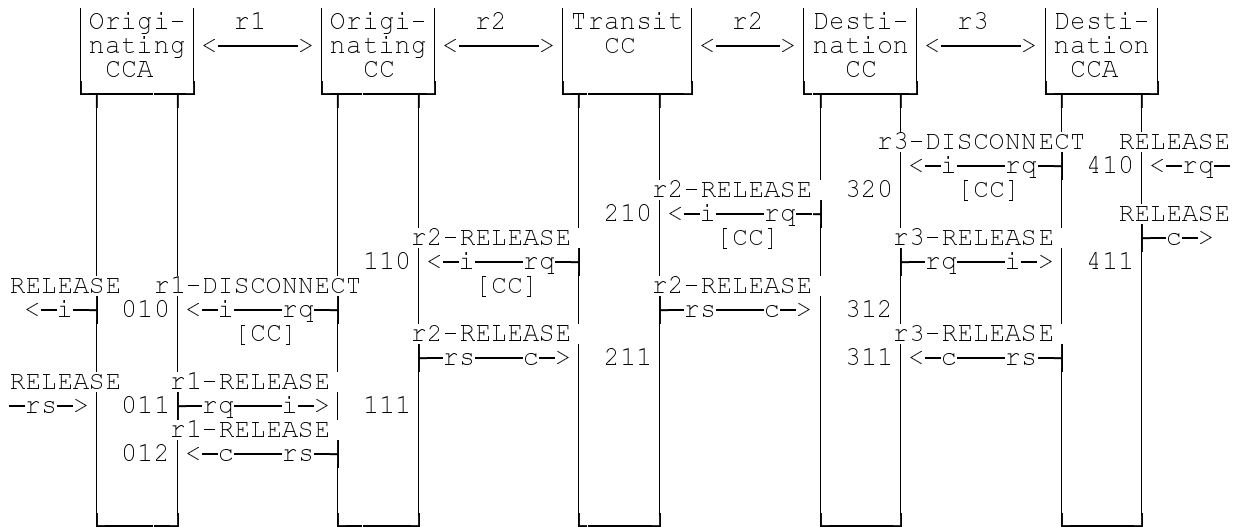 Origi-   r1   Origi-   r2   Transit   r2   Desti-   r3   Desti-
nating <———> nating <———> CC <———> nation <———> nation
CCA   CC   CC   CCA
r3-DISCONNECT   RELEASE
<—i——rq—   410 <—rq—
r2-RELEASE   320   [CC]
210 <—i——rq—   RELEASE
r2-RELEASE   [CC]   r3-RELEASE   —c—>
110 <—i——rq—   —rq——i—>   411
RELEASE   r1-DISCONNECT   [CC]   r2-RELEASE
<—i—   010 <—i——rq—   —rs——c—>   312
[CC]   r2-RELEASE   r3-RELEASE
—rs——c—>   211   311 <—c——rs—
RELEASE   r1-RELEASE
—rs—>   011 —rq——i—>   111
r1-RELEASE
012 <—c——rs—